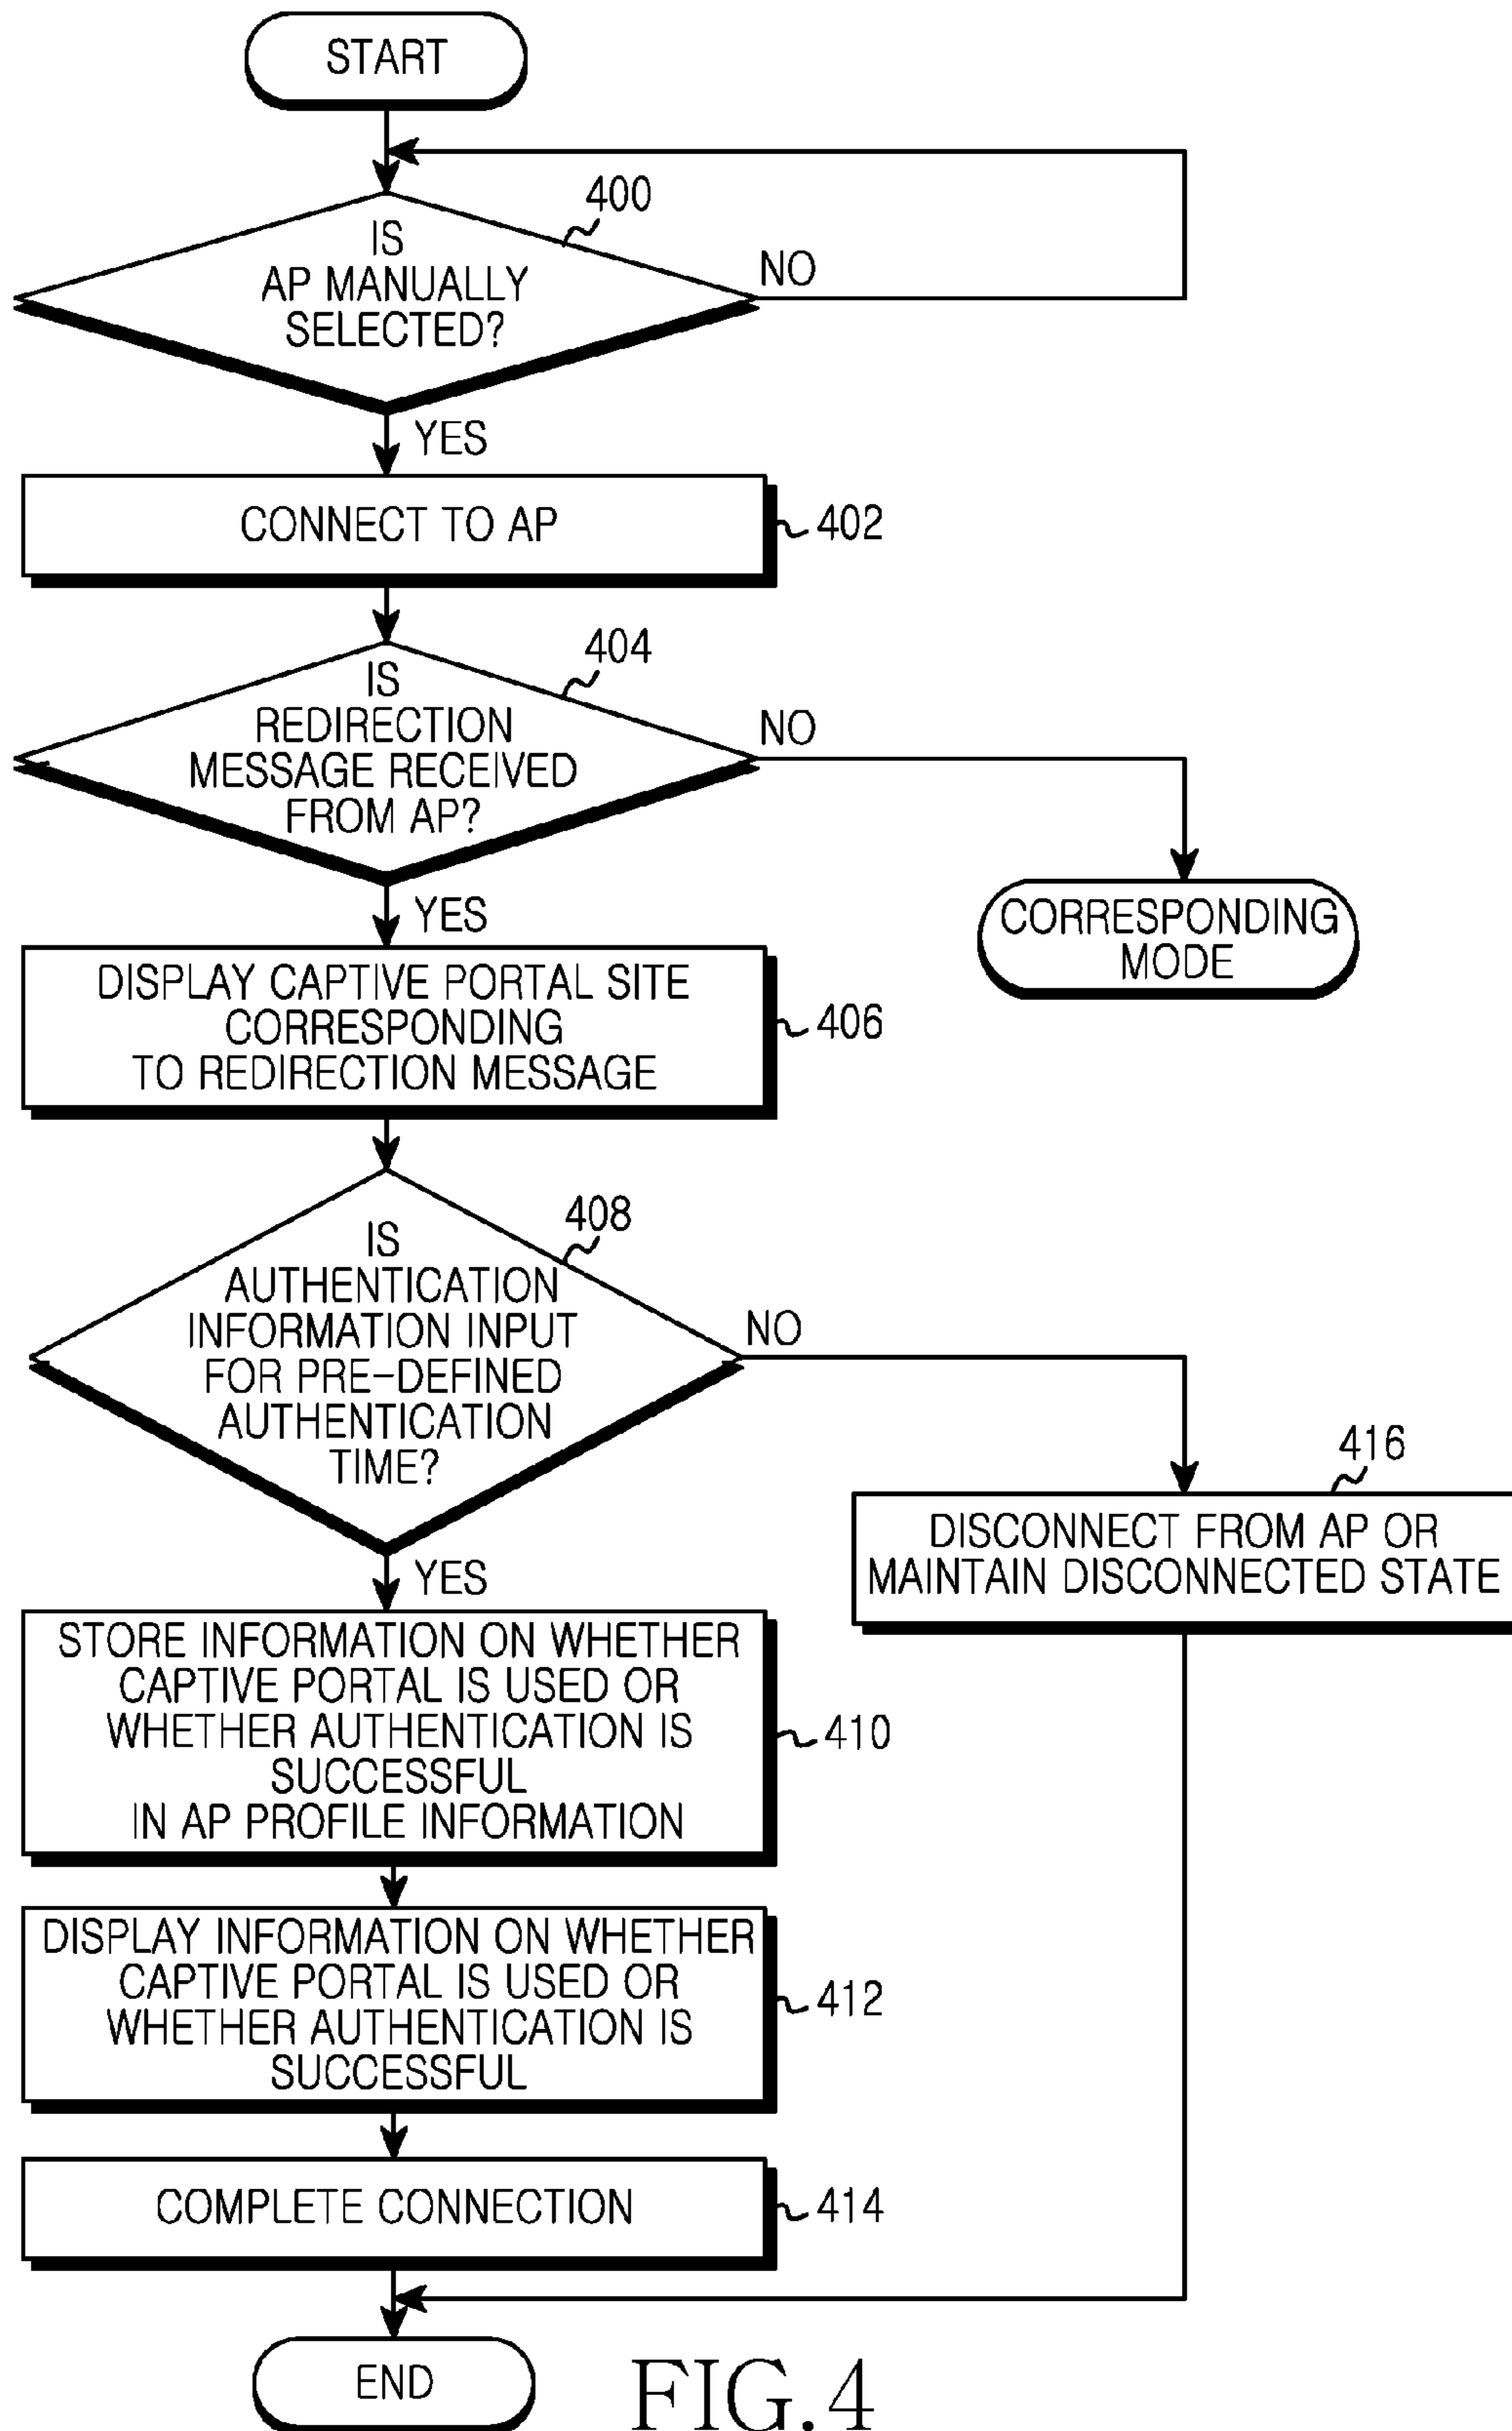 START
400
IS
AP MANUALLY
SELECTED?
NO
YES
CONNECT TO AP
402
404
IS
REDIRECTION
MESSAGE RECEIVED
FROM AP?
NO
YES
CORRESPONDING
MODE
DISPLAY CAPTIVE PORTAL SITE
CORRESPONDING
TO REDIRECTION MESSAGE
406
408
IS
AUTHENTICATION
INFORMATION INPUT
FOR PRE-DEFINED
AUTHENTICATION
TIME?
NO
YES
416
DISCONNECT FROM AP OR
MAINTAIN DISCONNECTED STATE
STORE INFORMATION ON WHETHER
CAPTIVE PORTAL IS USED OR
WHETHER AUTHENTICATION IS
SUCCESSFUL
IN AP PROFILE INFORMATION
410
DISPLAY INFORMATION ON WHETHER
CAPTIVE PORTAL IS USED OR
WHETHER AUTHENTICATION IS
SUCCESSFUL
412
COMPLETE CONNECTION
414
END
FIG.4